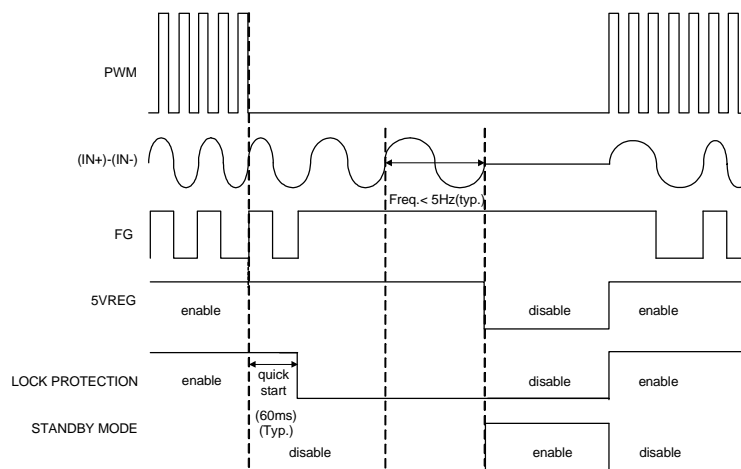 PWM
(IN+)-(IN-)
Freq.< 5Hz(typ.)
FG
5VREG
enable
disable
enable
LOCK PROTECTION
enable
quick
start
(60ms)
(Typ.)
disable
enable
STANDBY MODE
disable
enable
disable